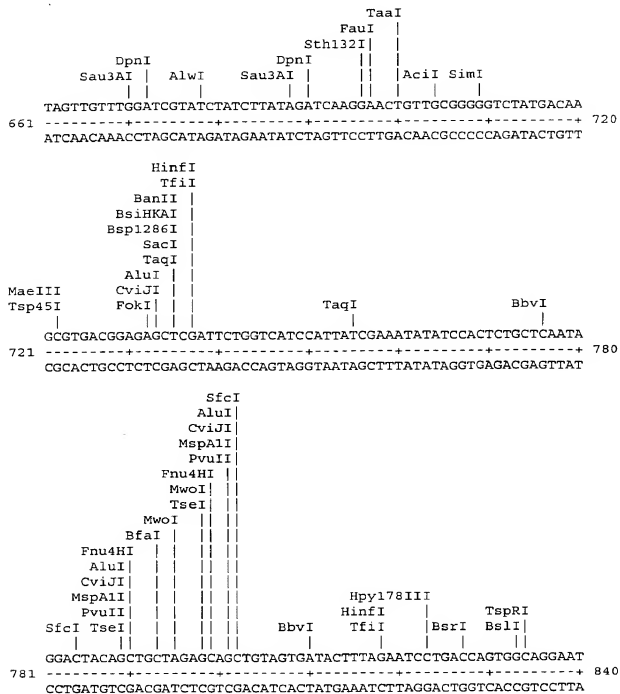 TaaI
FauI
Sth132I
DpnI DpnI
Sau3AI AlwI Sau3AI AciI SimI
TAGTTGTTTGGATCGTATCTATCTTATAGATCAAGGAACTGTTGCGGGGGTCTATGACAA
661 ---------+---------+---------+---------+---------+---------+ 720
ATCAACAAACCTAGCATAGATAGAATATCTAGTTCCTTGACAACGCCCCCAGATACTGTT
HinfI
TfiI
BanII
BsiHKAI
Bsp1286I
SacI
TaqI
AluI
MaeIII CviJI
Tsp45I FokI TaqI BbvI
GCGTGACGGAGAGCTCGATTCTGGTCATCCATTATCGAAATATATCCACTCTGCTCAATA
721 ---------+---------+---------+---------+---------+---------+ 780
CGCACTGCCTCTCGAGCTAAGACCAGTAGGTAATAGCTTTATATAGGTGAGACGAGTTAT
SfcI
AluI
CviJI
MspA1I
PvuII
Fnu4HI
MwoI
TseI
MwoI
BfaI
Fnu4HI
AluI
CviJI
MspA1I Hpy178III
PvuII HinfI TspRI
SfcI TseI BbvI TfiI BsrI BslI
GGACTACAGCTGCTAGAGCAGCTGTAGTGATACTTTAGAATCCTGACCAGTGGCAGGAAT
781 ---------+---------+---------+---------+---------+---------+ 840
CCTGATGTCGACGATCTCGTCGACATCACTATGAAATCTTAGGACTGGTCACCGTCCTTA